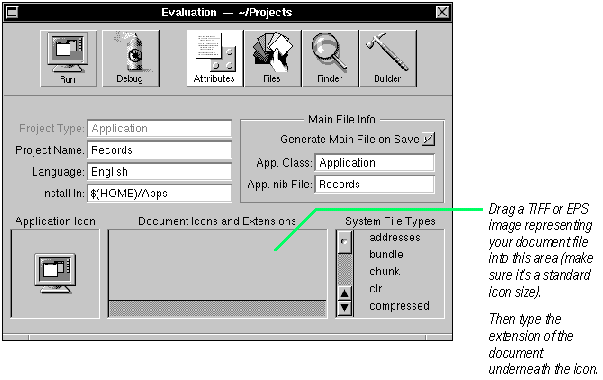 Evaluation — ~/Projects
Run
Debug
Attributes
Files
Finder
Builder
Project Type: Application
Project Name: Records
Language: English
Install In: $(HOME)/Apps
Main File Info
Generate Main File on Save
App. Class: Application
App. nib File: Records
Application Icon
Document Icons and Extensions
System File Types
addresses
bundle
chunk
clr
compressed
Drag a TIFF or EPS
image representing
your document file
into this area (make
sure it's a standard
icon size).
Then type the
extension of the
document
underneath the icon.